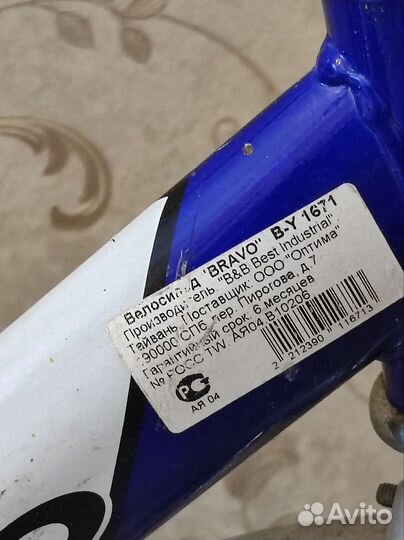 Велосипед "BRAVO" B-Y 1671
Производитель "B&B Best Industrial"
Тайвань. Поставщик: ООО "Оптима"
190000 СПб, пер. Пирогова, д.7
Гарантийный срок: 6 месяцев
№ РОСС TW. АЯ04.В10206
2 212390 116713
АЯ 04
Avito